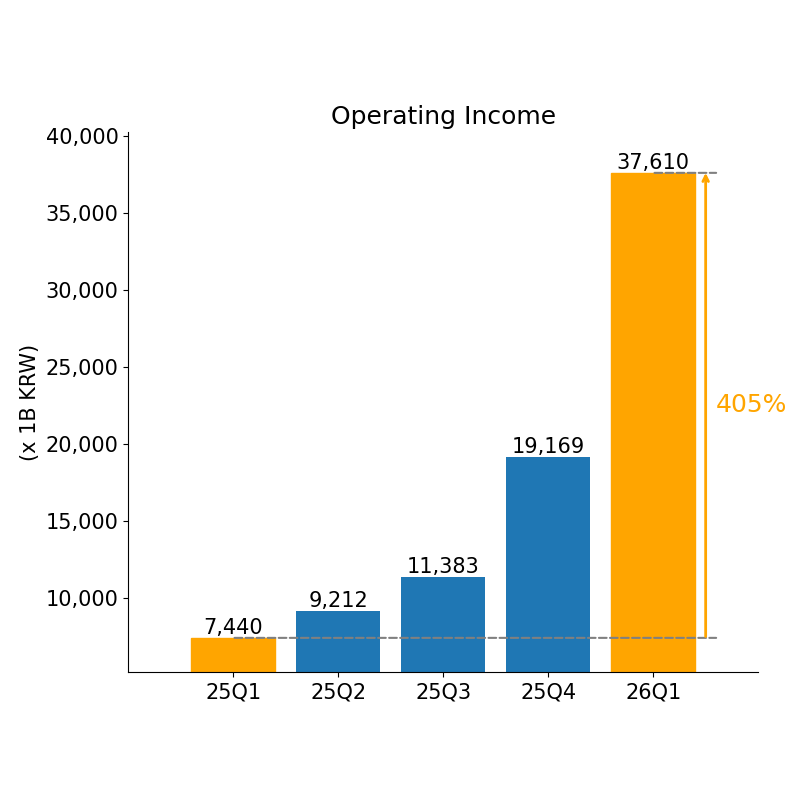 Operating Income
(x 1B KRW)
40,000
35,000
30,000
25,000
20,000
15,000
10,000
7,440
9,212
11,383
19,169
37,610
405%
25Q1
25Q2
25Q3
25Q4
26Q1